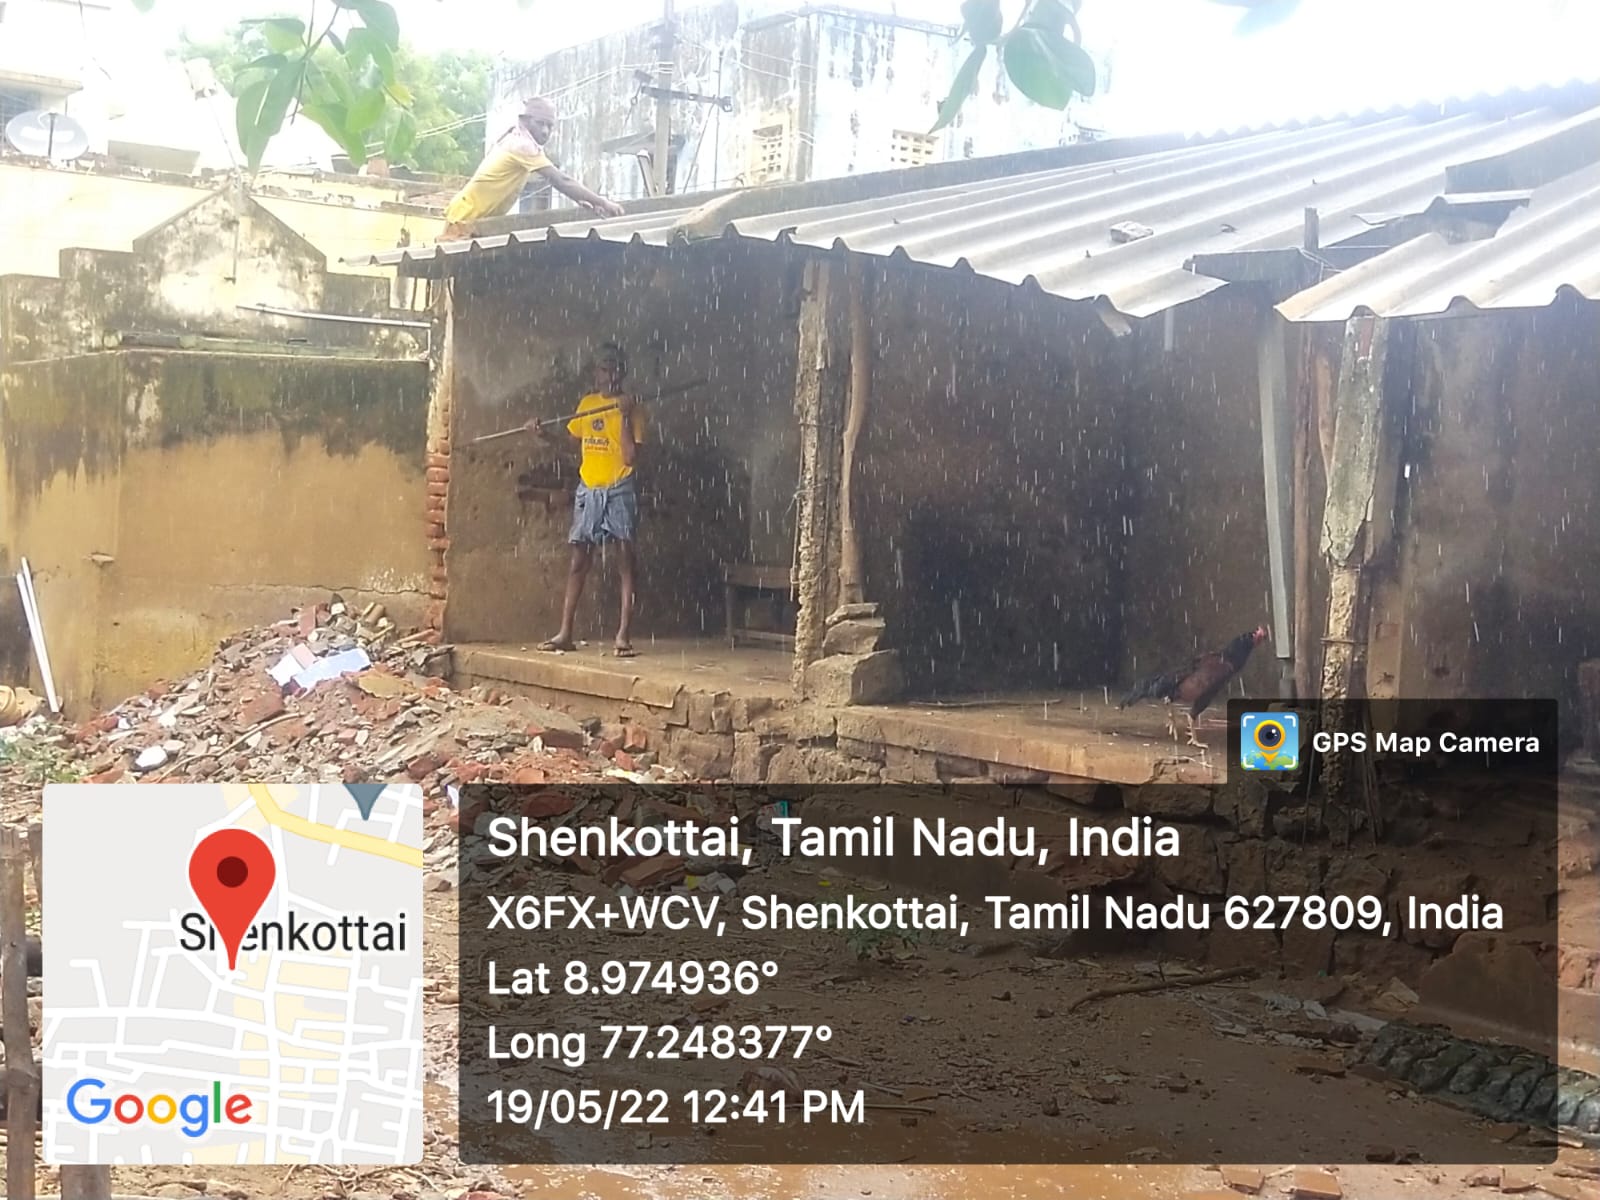 GPS Map Camera
Shenkottai
Google
Shenkottai, Tamil Nadu, India
X6FX+WCV, Shenkottai, Tamil Nadu 627809, India
Lat 8.974936°
Long 77.248377°
19/05/22 12:41 PM